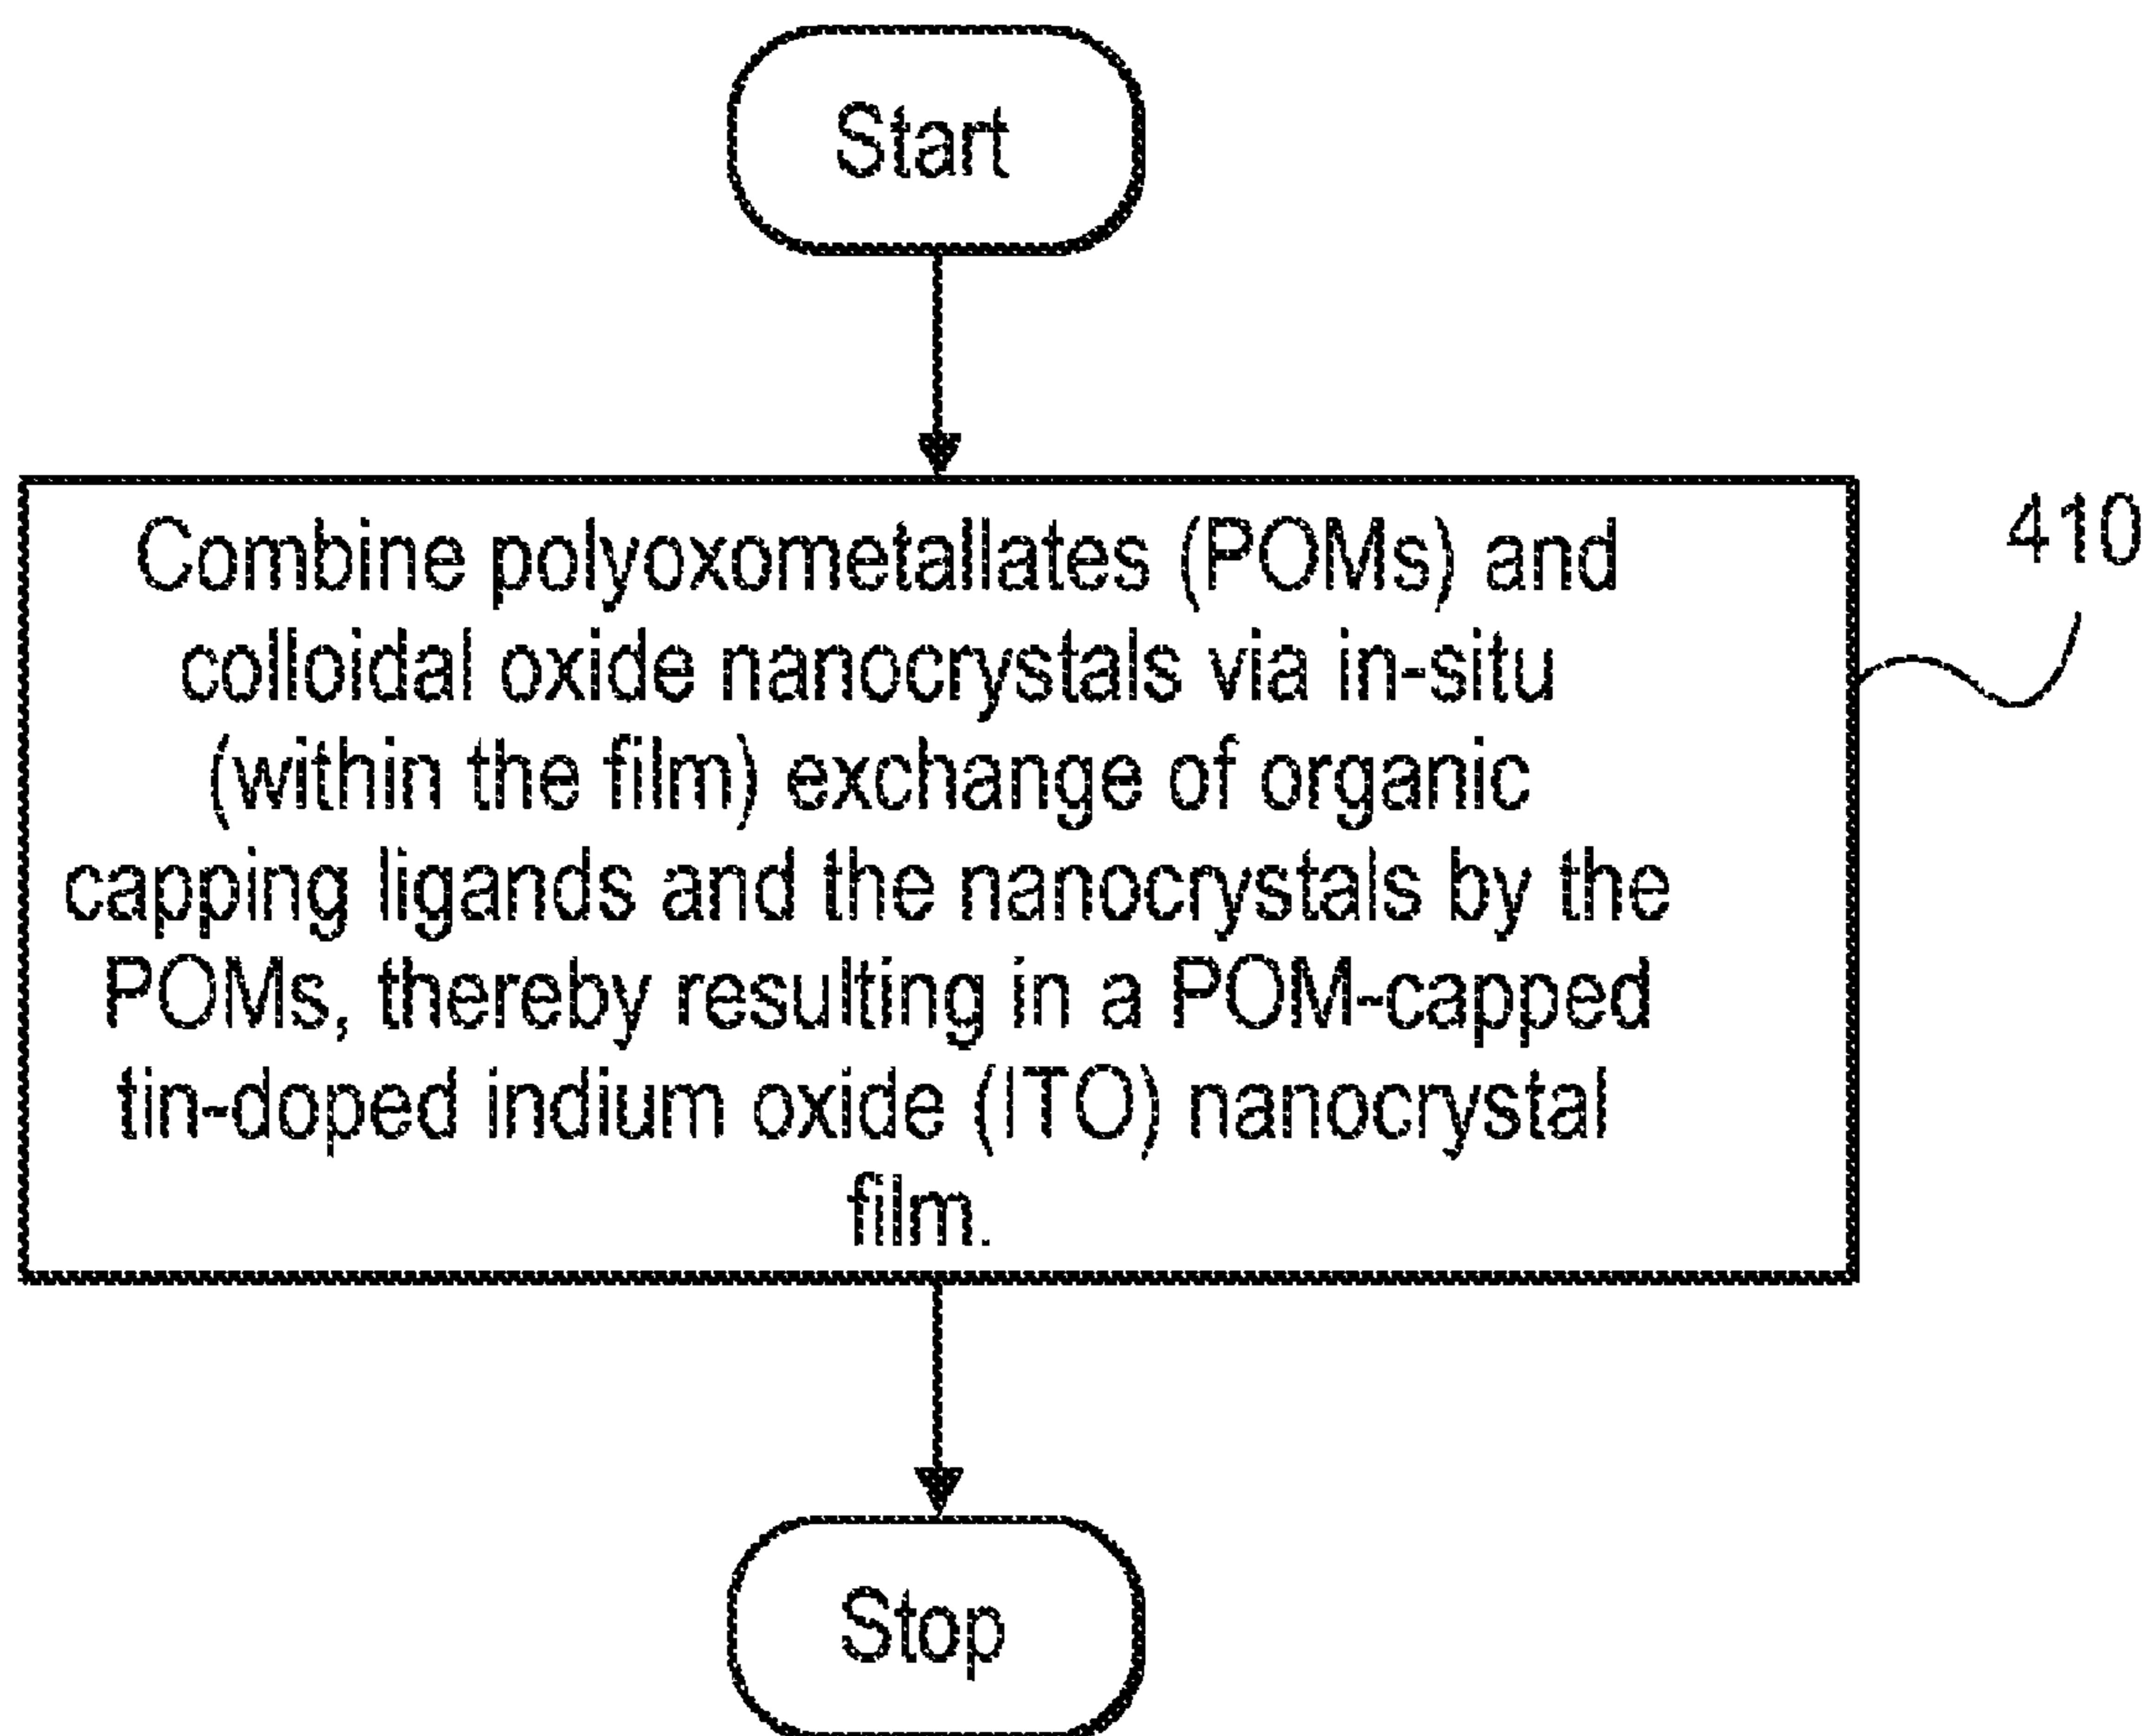 Start
Combine polyoxometallates (POMs) and
colloidal oxide nanocrystals via in-situ
(within the film) exchange of organic
capping ligands and the nanocrystals by the
POMs, thereby resulting in a POM-capped
tin-doped indium oxide (ITO) nanocrystal
film.
410
Stop